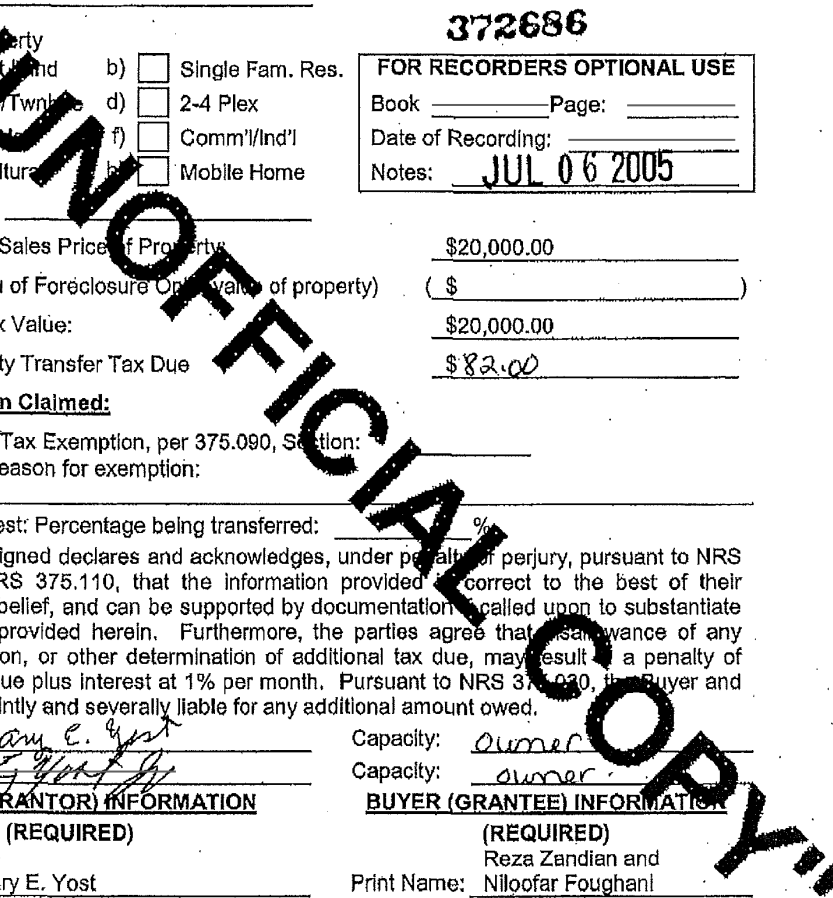 372686
erty
b) Single Fam. Res.
/Twnhse d) 2-4 Plex
f) Comm'l/Ind'l
Mobile Home
FOR RECORDERS OPTIONAL USE
Book Page:
Date of Recording:
Notes: JUL 06 2005
Sales Price of Property: $20,000.00
u of Foreclosure Only value of property) ( $ )
x Value: $20,000.00
ty Transfer Tax Due $82.00
n Claimed:
Tax Exemption, per 375.090, Section:
eason for exemption:
est: Percentage being transferred: %
igned declares and acknowledges, under penalty of perjury, pursuant to NRS
RS 375.110, that the information provided is correct to the best of their
belief, and can be supported by documentation if called upon to substantiate
provided herein. Furthermore, the parties agree that disallowance of any
on, or other determination of additional tax due, may result in a penalty of
ue plus interest at 1% per month. Pursuant to NRS 375.030, the Buyer and
intly and severally liable for any additional amount owed.
ary E. Yost Capacity: owner
Yost Jr Capacity: owner
RANTOR) INFORMATION BUYER (GRANTEE) INFORMATION
(REQUIRED) (REQUIRED)
Reza Zandian and
ry E. Yost Print Name: Niloofar Foughani
UNOFFICIAL COPY"